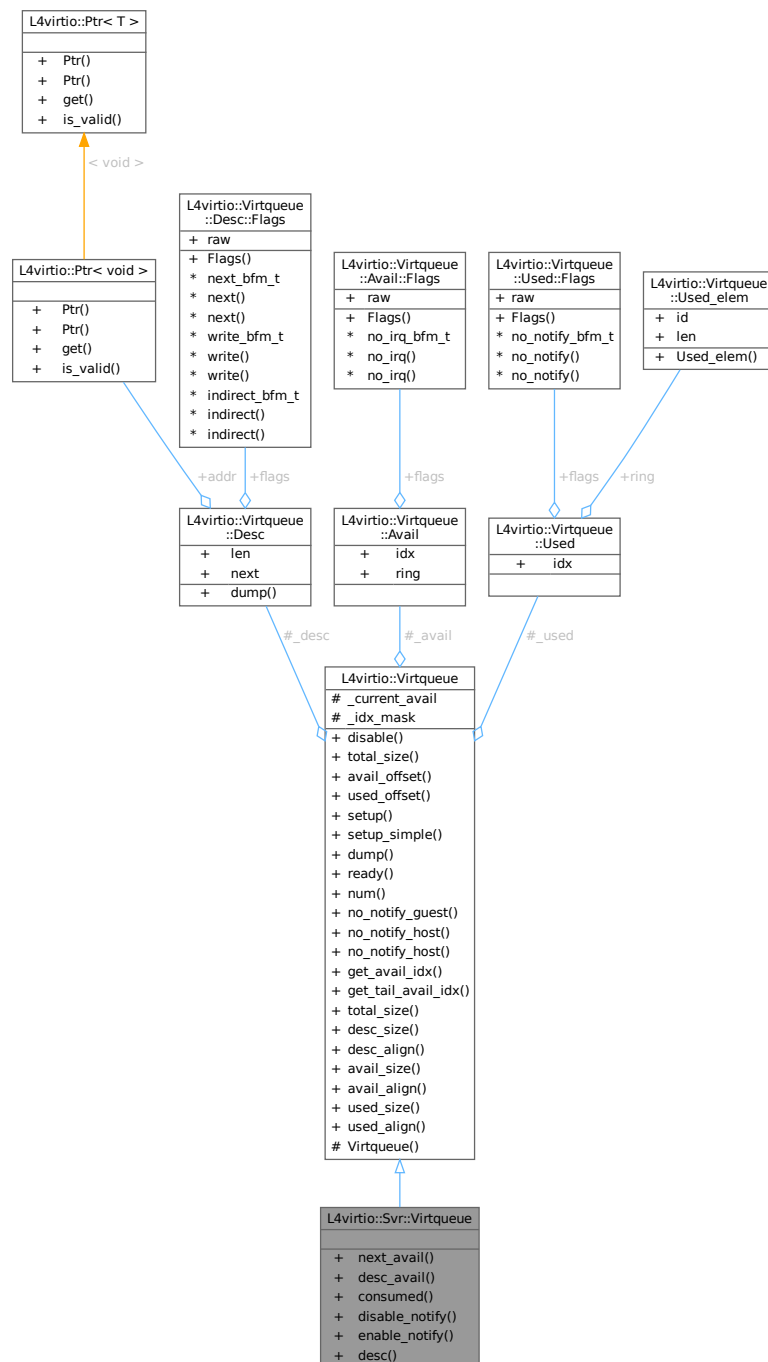 L4virtio::Ptr< T >
+ Ptr()
+ Ptr()
+ get()
+ is_valid()
< void >
L4virtio::Ptr< void >
+ Ptr()
+ Ptr()
+ get()
+ is_valid()
L4virtio::Virtqueue
::Desc::Flags
+ raw
+ Flags()
* next_bfm_t
* next()
* next()
* write_bfm_t
* write()
* write()
* indirect_bfm_t
* indirect()
* indirect()
L4virtio::Virtqueue
::Avail::Flags
+ raw
+ Flags()
* no_irq_bfm_t
* no_irq()
* no_irq()
L4virtio::Virtqueue
::Used::Flags
+ raw
+ Flags()
* no_notify_bfm_t
* no_notify()
* no_notify()
L4virtio::Virtqueue
::Used_elem
+ id
+ len
+ Used_elem()
+addr
+flags
+flags
+flags
+ring
L4virtio::Virtqueue
::Desc
+ len
+ next
+ dump()
L4virtio::Virtqueue
::Avail
+ idx
+ ring
L4virtio::Virtqueue
::Used
+ idx
#_desc
#_avail
#_used
L4virtio::Virtqueue
# _current_avail
# _idx_mask
+ disable()
+ total_size()
+ avail_offset()
+ used_offset()
+ setup()
+ setup_simple()
+ dump()
+ ready()
+ num()
+ no_notify_guest()
+ no_notify_host()
+ no_notify_host()
+ get_avail_idx()
+ get_tail_avail_idx()
+ total_size()
+ desc_size()
+ desc_align()
+ avail_size()
+ avail_align()
+ used_size()
+ used_align()
# Virtqueue()
L4virtio::Svr::Virtqueue
+ next_avail()
+ desc_avail()
+ consumed()
+ disable_notify()
+ enable_notify()
+ desc()